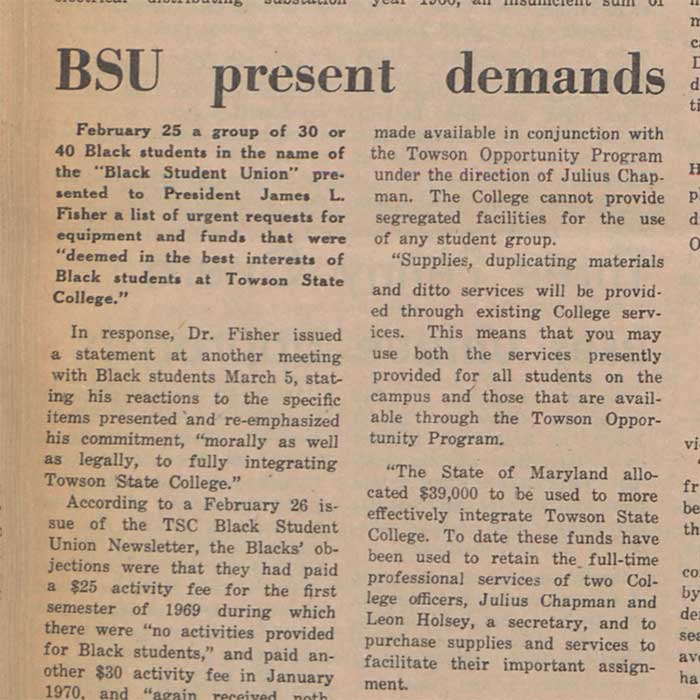 BSU present demands
February 25 a group of 30 or
40 Black students in the name of
the "Black Student Union" pre-
sented to President James L.
Fisher a list of urgent requests for
equipment and funds that were
"deemed in the best interests of
Black students at Towson State
College."
In response, Dr. Fisher issued
a statement at another meeting
with Black students March 5, stat-
ing his reactions to the specific
items presented and re-emphasized
his commitment, "morally as well
as legally, to fully integrating
Towson State College."
According to a February 26 is-
sue of the TSC Black Student
Union Newsletter, the Blacks' ob-
jections were that they had paid
a $25 activity fee for the first
semester of 1969 during which
there were "no activities provided
for Black students," and paid an-
other $30 activity fee in January
1970, and "again received noth-
made available in conjunction with
the Towson Opportunity Program
under the direction of Julius Chap-
man. The College cannot provide
segregated facilities for the use
of any student group.
"Supplies, duplicating materials
and ditto services will be provid-
ed through existing College serv-
ices. This means that you may
use both the services presently
provided for all students on the
campus and those that are avail-
able through the Towson Oppor-
tunity Program.
"The State of Maryland allo-
cated $39,000 to be used to more
effectively integrate Towson State
College. To date these funds have
been used to retain the full-time
professional services of two Col-
lege officers, Julius Chapman and
Leon Holsey, a secretary, and to
purchase supplies and services to
facilitate their important assign-
ment.